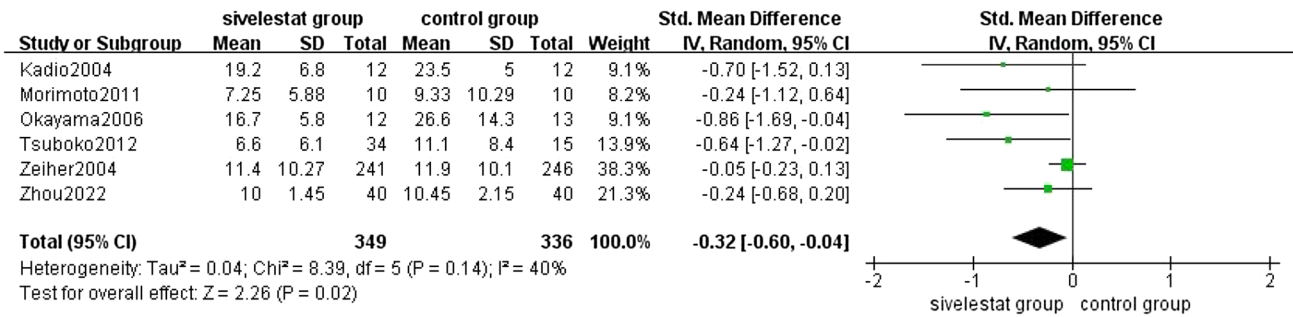 sivelestat group control group Std. Mean Difference Std. Mean Difference
Study or Subgroup Mean SD Total Mean SD Total Weight IV, Random, 95% CI IV, Random, 95% CI
Kadio2004 19.2 6.8 12 23.5 5 12 9.1% -0.70 [-1.52, 0.13]
Morimoto2011 7.25 5.88 10 9.33 10.29 10 8.2% -0.24 [-1.12, 0.64]
Okayama2006 16.7 5.8 12 26.6 14.3 13 9.1% -0.86 [-1.69, -0.04]
Tsuboko2012 6.6 6.1 34 11.1 8.4 15 13.9% -0.64 [-1.27, -0.02]
Zeiher2004 11.4 10.27 241 11.9 10.1 246 38.3% -0.05 [-0.23, 0.13]
Zhou2022 10 1.45 40 10.45 2.15 40 21.3% -0.24 [-0.68, 0.20]
Total (95% CI) 349 336 100.0% -0.32 [-0.60, -0.04]
Heterogeneity: Tau² = 0.04; Chi² = 8.39, df = 5 (P = 0.14); I² = 40%
Test for overall effect: Z = 2.26 (P = 0.02)
-2 -1 0 1 2
sivelestat group control group